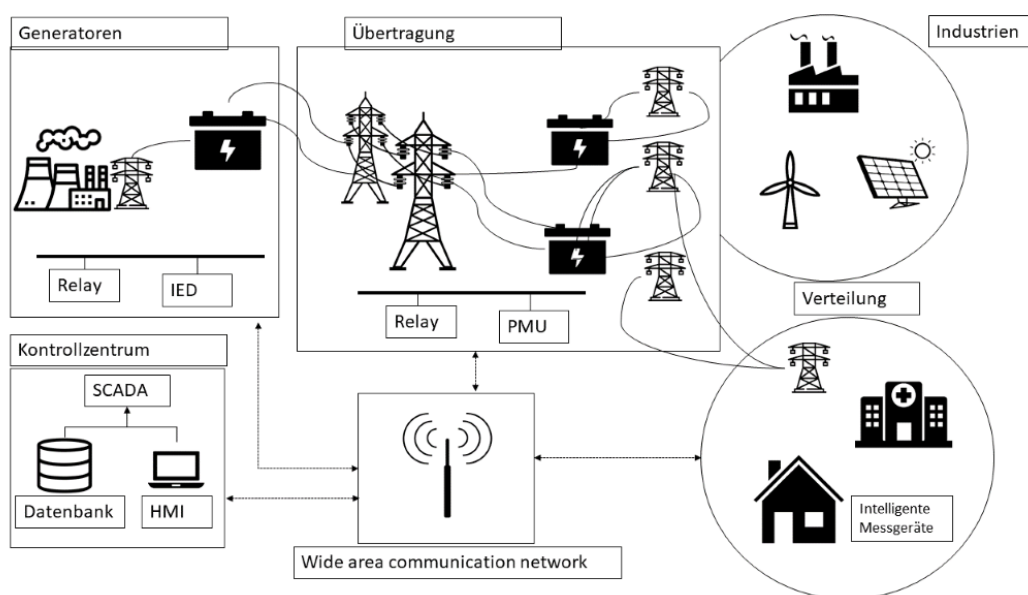 Generatoren
Übertragung
Industrien
Relay
IED
Relay
PMU
Verteilung
Kontrollzentrum
SCADA
Datenbank
HMI
Intelligente
Messgeräte
Wide area communication network